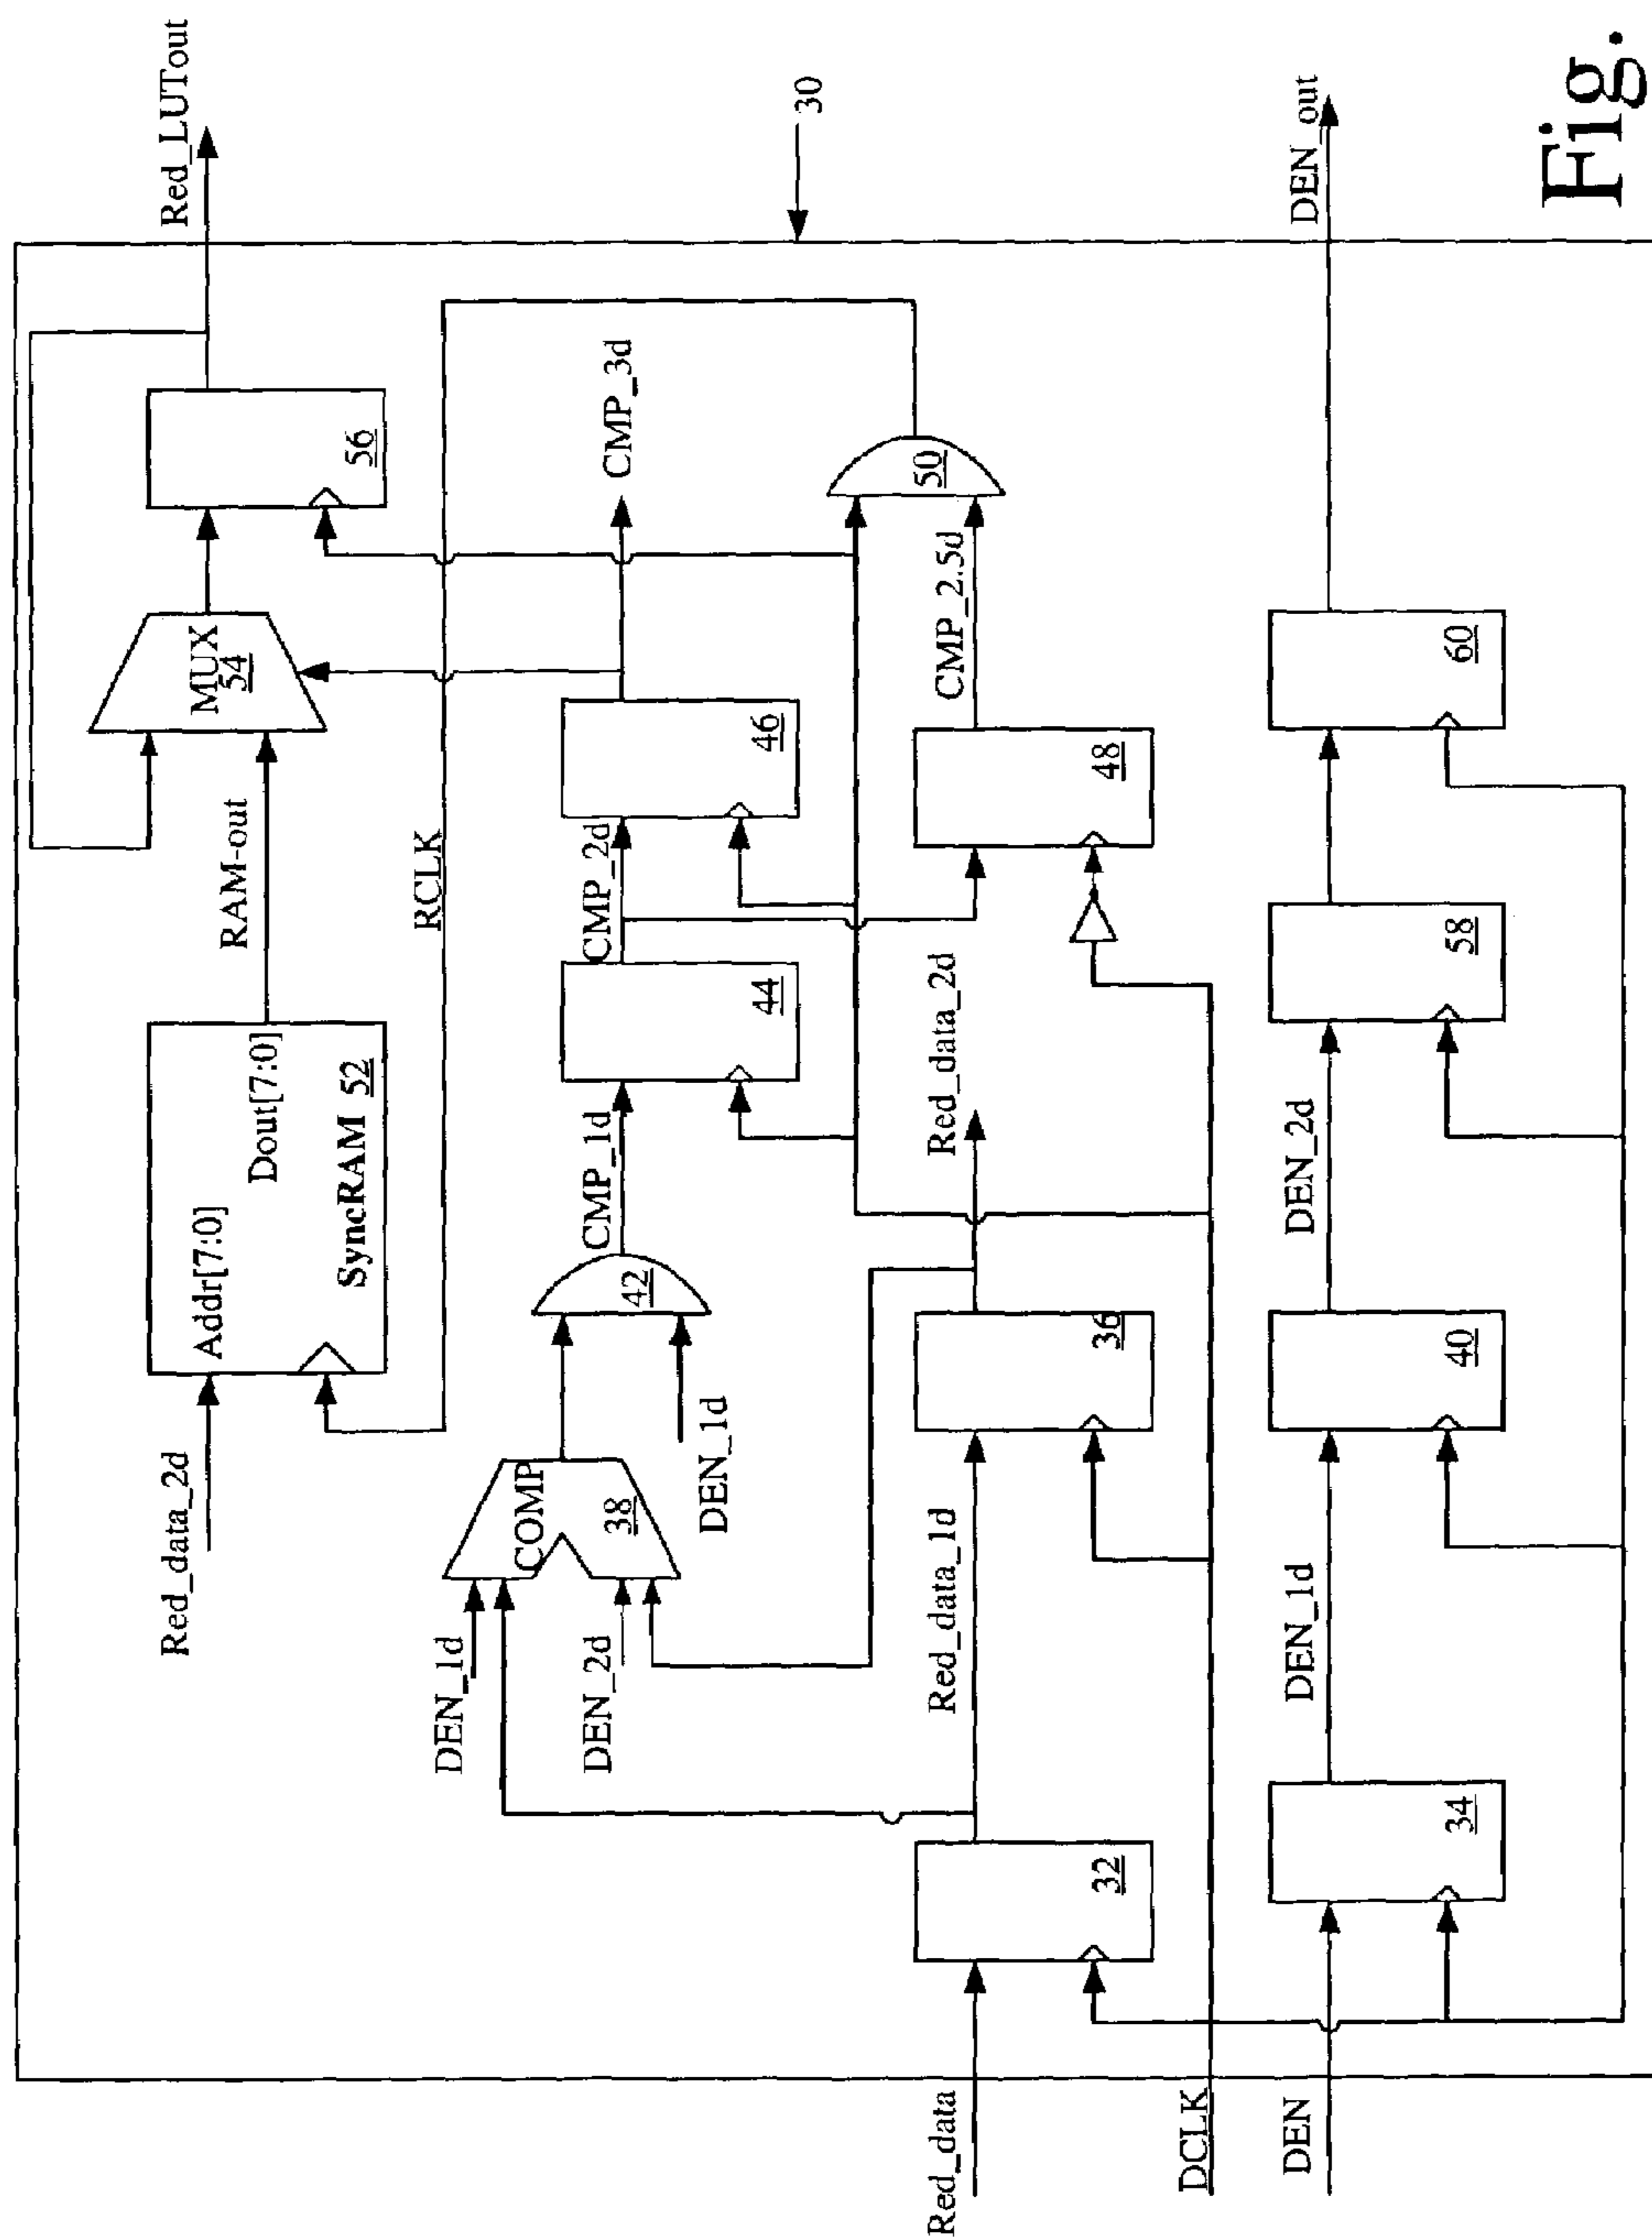 Red_LUTout
56
MUX
54
RAM-out
Dout[7:0]
SyncRAM 52
Addr[7:0]
Red_data_2d
30
RCLK
CMP_3d
46
CMP_2d
44
CMP_1d
42
DEN_1d
COMP
38
DEN_1d
DEN_2d
50
CMP_2.5d
48
Red_data_2d
36
Red_data_1d
32
Red_data
DCLK
DEN_out
60
58
DEN_2d
40
DEN_1d
34
DEN
Fig.